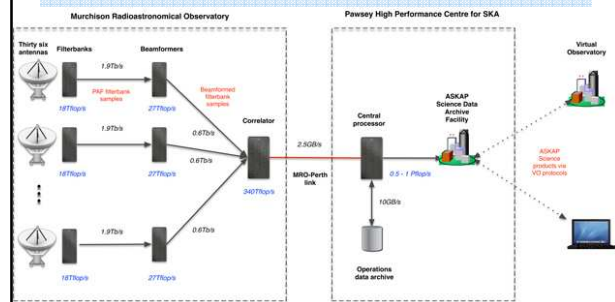 Murchison Radioastronomical Observatory
Pawsey High Performance Centre for SKA
Thirty six
antennas
Filterbanks
Beamformers
1.9Tb/s
PAF filterbank
samples
18Tflop/s
27Tflop/s
Beamformed
filterbank
samples
1.9Tb/s
18Tflop/s
27Tflop/s
0.6Tb/s
0.6Tb/s
Correlator
340Tflop/s
1.9Tb/s
18Tflop/s
27Tflop/s
0.6Tb/s
2.5GB/s
MRO-Perth
link
Central
processor
0.5 - 1 Pflop/s
10GB/s
Operations
data archive
ASKAP
Science Data
Archive
Facility
Virtual
Observatory
ASKAP
Science
products via
VO protocols